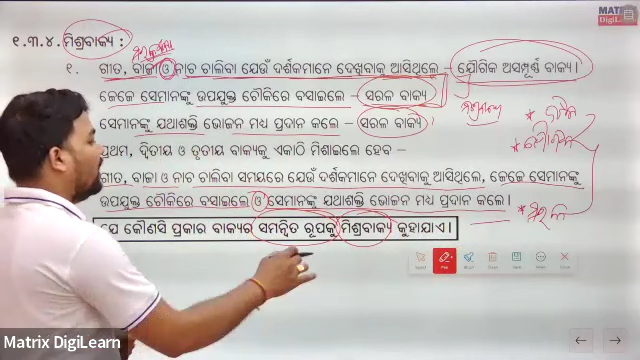 MATRIX
DigiL
୧.୩.୪. ମିଶ୍ରବାକ୍ୟ :
୧. ଗୀତ, ବାଜା ଓ ନାଚ ଚାଲିବା ଯେଉଁ ଦର୍ଶକମାନେ ଦେଖିବାକୁ ଆସିଥିଲେ – ଯୌଗିକ ଅସମ୍ପୂର୍ଣ୍ଣ ବାକ୍ୟ।
ଜେଜେ ସେମାନଙ୍କୁ ଉପଯୁକ୍ତ ଚୌକିରେ ବସାଇଲେ – ସରଳ ବାକ୍ୟ
ସେମାନଙ୍କୁ ଯଥାଶକ୍ତି ଭୋଜନ ମଧ୍ୟ ପ୍ରଦାନ କଲେ – ସରଳ ବାକ୍ୟ।
ପ୍ରଥମ, ଦ୍ଵିତୀୟ ଓ ତୃତୀୟ ବାକ୍ୟକୁ ଏକାଠି ମିଶାଇଲେ ହେବ –
ଗୀତ, ବାଜା ଓ ନାଚ ଚାଲିବା ସମୟରେ ଯେଉଁ ଦର୍ଶକମାନେ ଦେଖିବାକୁ ଆସିଥିଲେ, ଜେଜେ ସେମାନଙ୍କୁ
ଉପଯୁକ୍ତ ଚୌକିରେ ବସାଇଲେ ଓ ସେମାନଙ୍କୁ ଯଥାଶକ୍ତି ଭୋଜନ ମଧ୍ୟ ପ୍ରଦାନ କଲେ।
ଯେ କୌଣସି ପ୍ରକାର ବାକ୍ୟର ସମନ୍ୱିତ ରୂପକୁ ମିଶ୍ରବାକ୍ୟ କୁହାଯାଏ।
Matrix DigiLearn